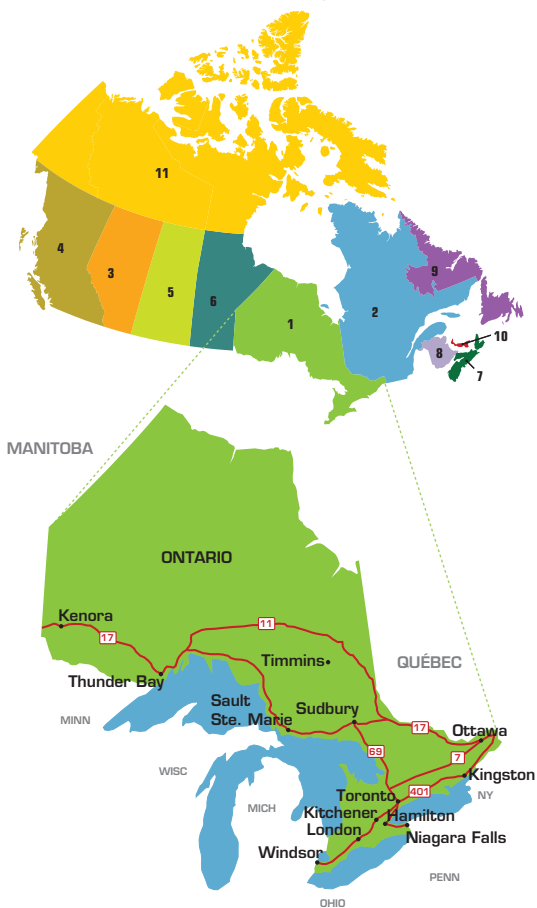 11
4
3
5
6
1
2
9
10
8
7
MANITOBA
ONTARIO
Kenora
11
17
Timmins
QUÉBEC
Thunder Bay
Sault
Ste. Marie
Sudbury
MINN
17
Ottawa
69
7
WISC
Kingston
401
NY
Toronto
MICH
Kitchener
Hamilton
London
Niagara Falls
Windsor
PENN
OHIO